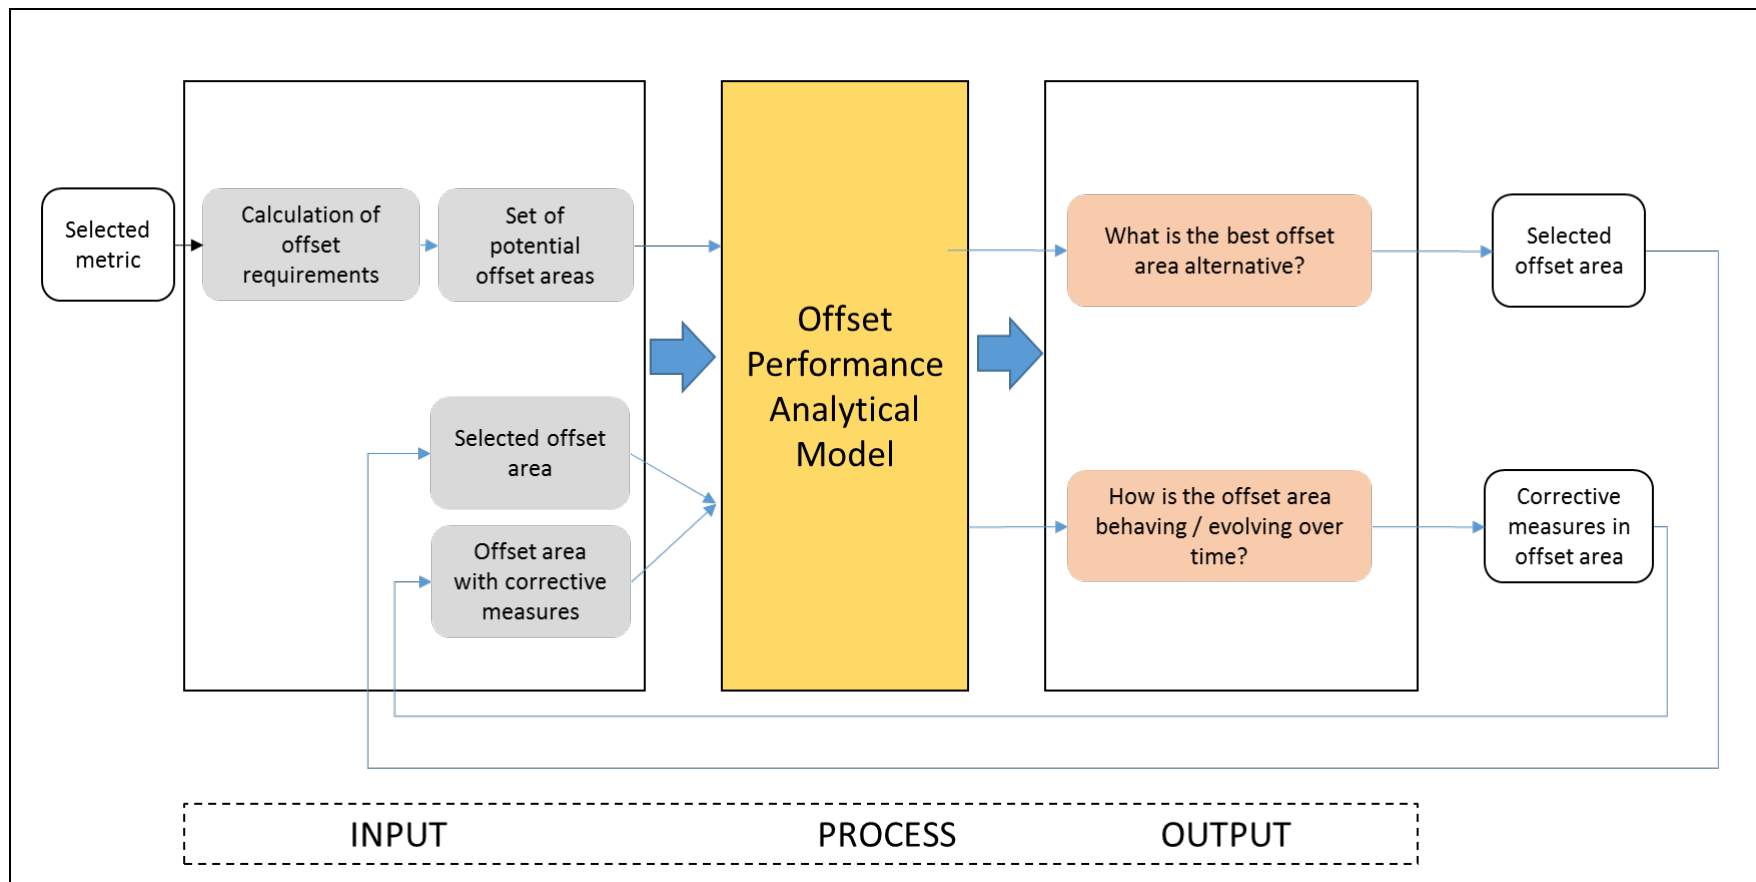 Selected
metric
Calculation of
offset
requirements
Set of
potential
offset areas
Selected offset
area
Offset area
with corrective
measures
Offset
Performance
Analytical
Model
What is the best offset
area alternative?
How is the offset area
behaving / evolving over
time?
Selected
offset area
Corrective
measures in
offset area
INPUT
PROCESS
OUTPUT